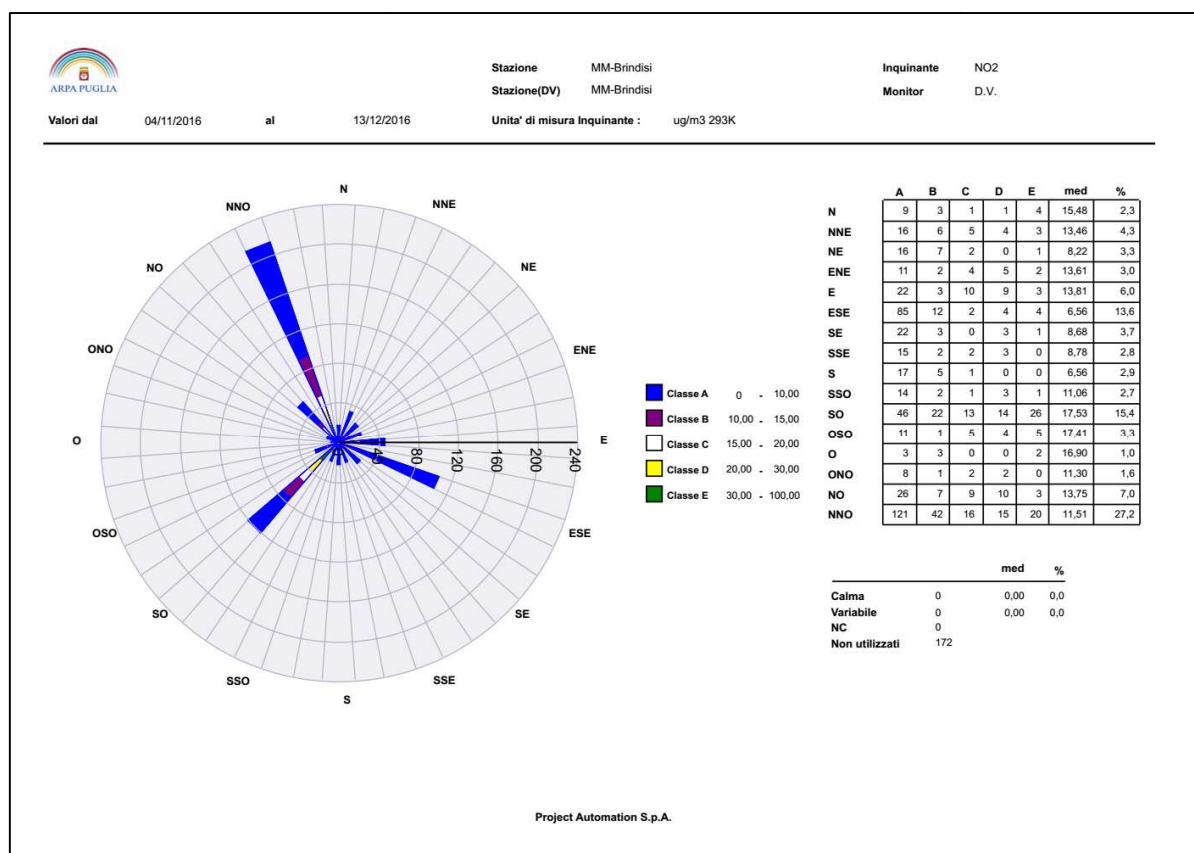 ARPA PUGLIA
Stazione MM-Brindisi Inquinante NO2
Stazione(DV) MM-Brindisi Monitor D.V.
Valori dal 04/11/2016 al 13/12/2016 Unita' di misura Inquinante : ug/m3 293K
N
NNE
NE
ENE
E
ESE
SE
SSE
S
SSO
SO
OSO
O
ONO
NO
NNO
0 40 80 120 160 200 240
Classe A 0 - 10,00
Classe B 10,00 - 15,00
Classe C 15,00 - 20,00
Classe D 20,00 - 30,00
Classe E 30,00 - 100,00
A B C D E med %
N 9 3 1 1 4 15,48 2,3
NNE 16 6 5 4 3 13,46 4,3
NE 16 7 2 0 1 8,22 3,3
ENE 11 2 4 5 2 13,61 3,0
E 22 3 10 9 3 13,81 6,0
ESE 85 12 2 4 4 6,56 13,6
SE 22 3 0 3 1 8,68 3,7
SSE 15 2 2 3 0 8,78 2,8
S 17 5 1 0 0 6,56 2,9
SSO 14 2 1 3 1 11,06 2,7
SO 46 22 13 14 26 17,53 15,4
OSO 11 1 5 4 5 17,41 3,3
O 3 3 0 0 2 16,90 1,0
ONO 8 1 2 2 0 11,30 1,6
NO 26 7 9 10 3 13,75 7,0
NNO 121 42 16 15 20 11,51 27,2
med %
Calma 0 0,00 0,0
Variabile 0 0,00 0,0
NC 0
Non utilizzati 172
Project Automation S.p.A.